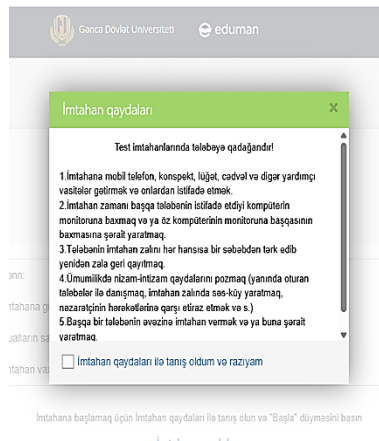 Gəncə Dövlət Universiteti eduman
İmtahan qaydaları ×
Test imtahanlarında tələbəyə qadağandır!
1.İmtahana mobil telefon, konspekt, lüğət, cədvəl və digər yardımçı
vasitələr gətirmək və onlardan istifadə etmək.
2.İmtahan zamanı başqa tələbənin istifadə etdiyi kompüterin
monitoruna baxmaq və ya öz kompüterinin monitoruna başqasının
baxmasına şərait yaratmaq.
3.Tələbənin imtahan zalını hər hansısa bir səbəbdən tərk edib
yenidən zala geri qayıtmaq.
4.Ümumilikdə nizam-intizam qaydalarını pozmaq (yanında oturan
tələbələr ilə danışmaq, imtahan zalında səs-küy yaratmaq,
nəzarətçinin hərəkətlərinə qarşı etiraz etmək və s.)
5.Başqa bir tələbənin əvəzinə imtahan vermək və ya buna şərait
yaratmaq.
İmtahan qaydaları ilə tanış oldum və razıyam
İmtahana başlamaq üçün İmtahan qaydaları ilə tanış olun və "Başla" düyməsini basın